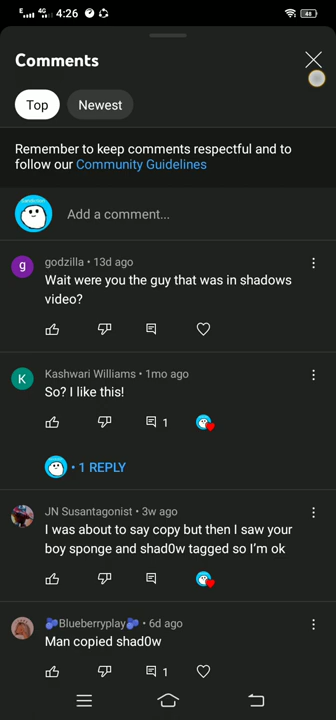 E 4G 4:26 48
Comments
Top Newest
Remember to keep comments respectful and to
follow our Community Guidelines
Add a comment...
g godzilla • 13d ago
Wait were you the guy that was in shadows
video?
K Kashwari Williams • 1mo ago
So? I like this!
1
• 1 REPLY
JN Susantagonist • 3w ago
I was about to say copy but then I saw your
boy sponge and shad0w tagged so I'm ok
🫐Blueberryplay🫐 • 6d ago
Man copied shad0w
1